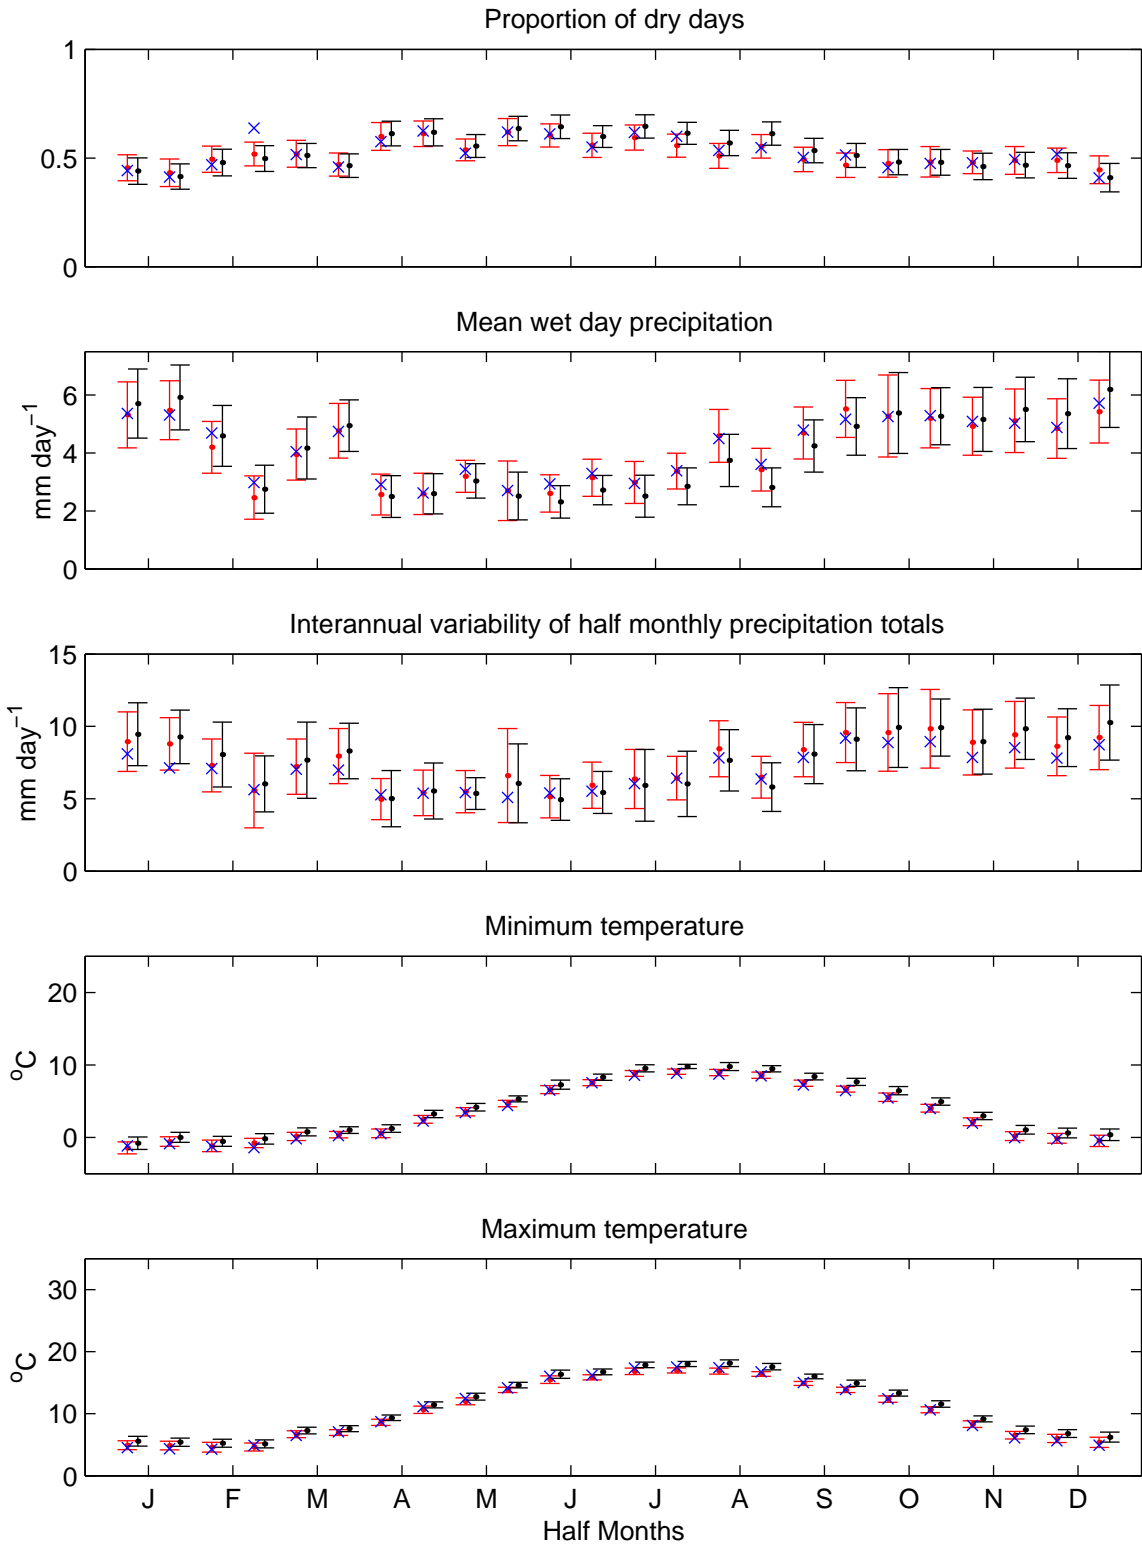 Proportion of dry days
1
0.5
0
Mean wet day precipitation
6
4
2
0
mm day⁻¹
Interannual variability of half monthly precipitation totals
15
10
5
0
mm day⁻¹
Minimum temperature
20
10
0
ºC
Maximum temperature
30
20
10
0
ºC
J F M A M J J A S O N D
Half Months